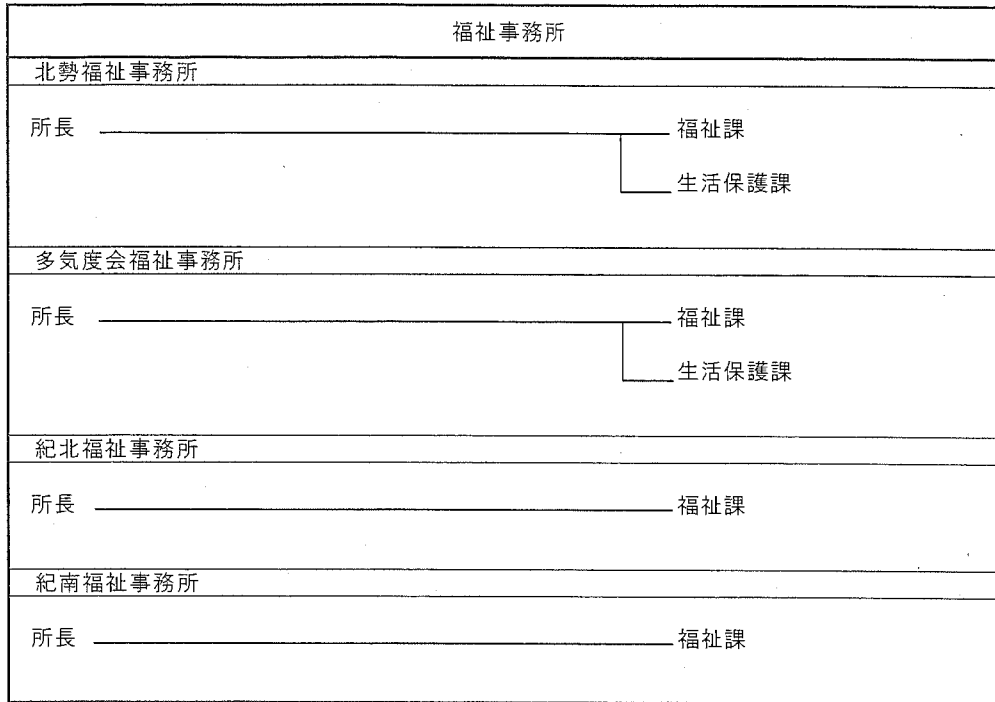 福祉事務所
北勢福祉事務所
所長 福祉課
生活保護課
多気度会福祉事務所
所長 福祉課
生活保護課
紀北福祉事務所
所長 福祉課
紀南福祉事務所
所長 福祉課